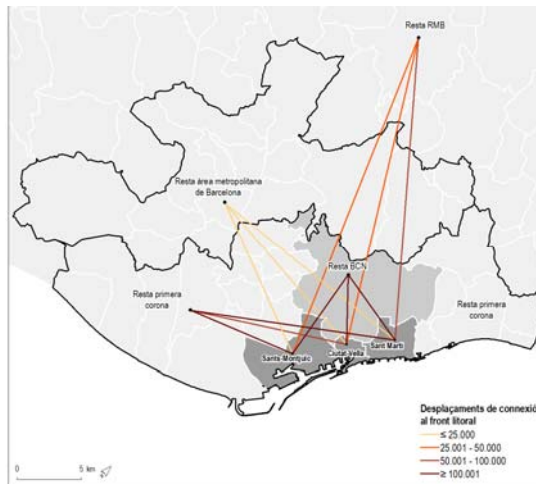 Resta RMB
Resta àrea metropolitana
de Barcelona
Resta BCN
Resta primera
corona
Resta primera
corona
Sants-Montjuïc
Ciutat Vella
Sant Martí
Desplaçaments de connexió
al front litoral
≤ 25.000
25.001 - 50.000
50.001 - 100.000
≥ 100.001
0 5 km